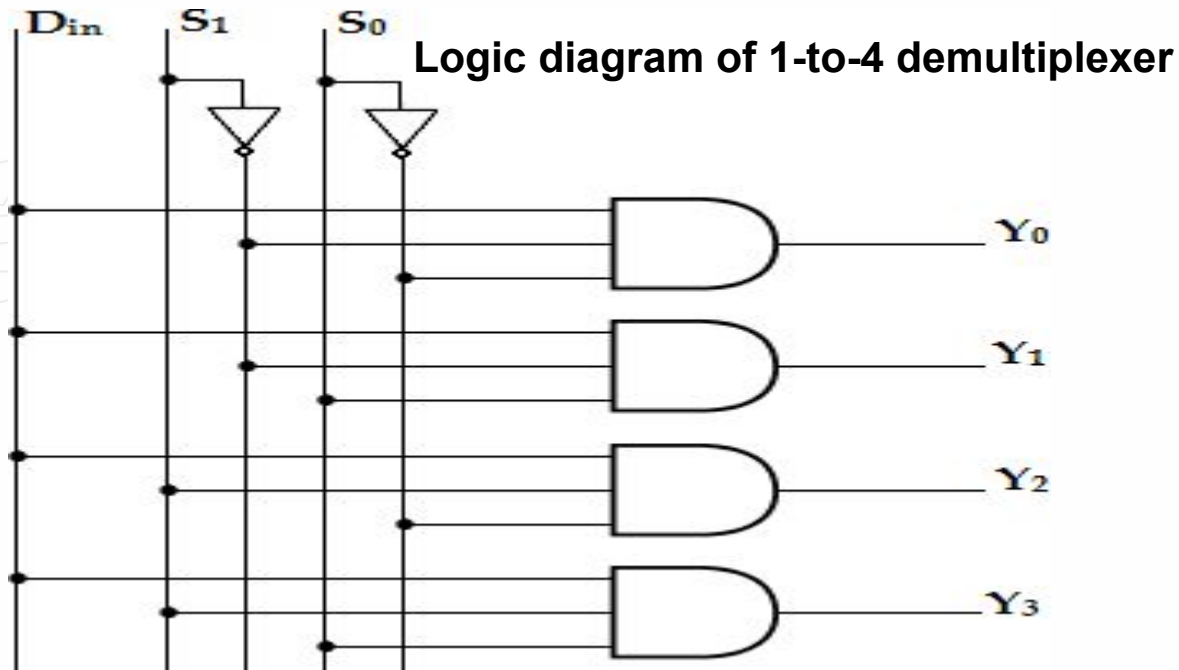 Din S1 S0
Logic diagram of 1-to-4 demultiplexer
Y0
Y1
Y2
Y3